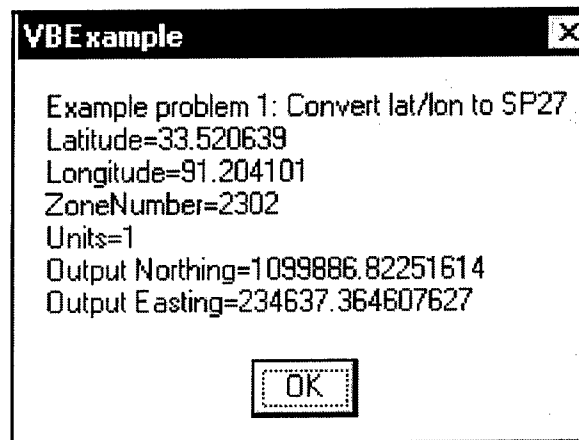 VBExample
Example problem 1: Convert lat/lon to SP27
Latitude=33.520639
Longitude=91.204101
ZoneNumber=2302
Units=1
Output Northing=1099886.82251614
Output Easting=234637.364607627
OK